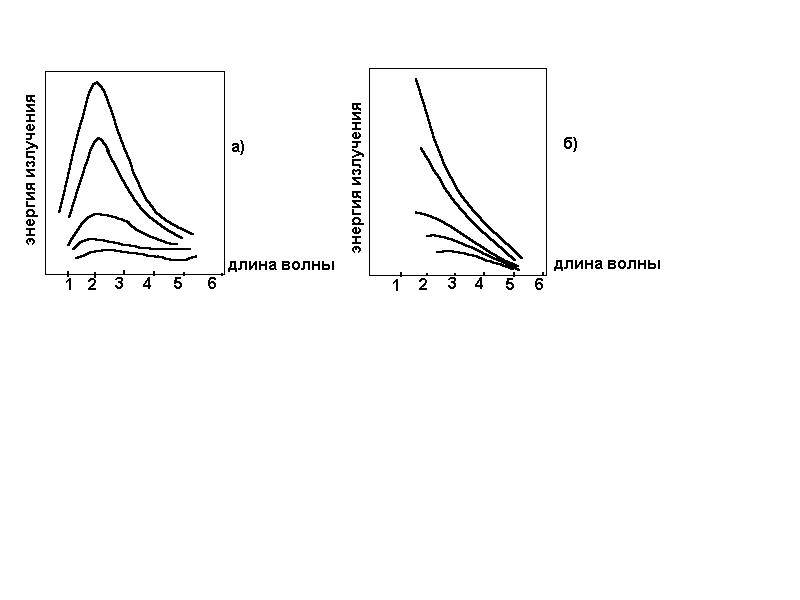 энергия излучения
а)
длина волны
1 2 3 4 5 6
энергия излучения
б)
длина волны
1 2 3 4 5 6